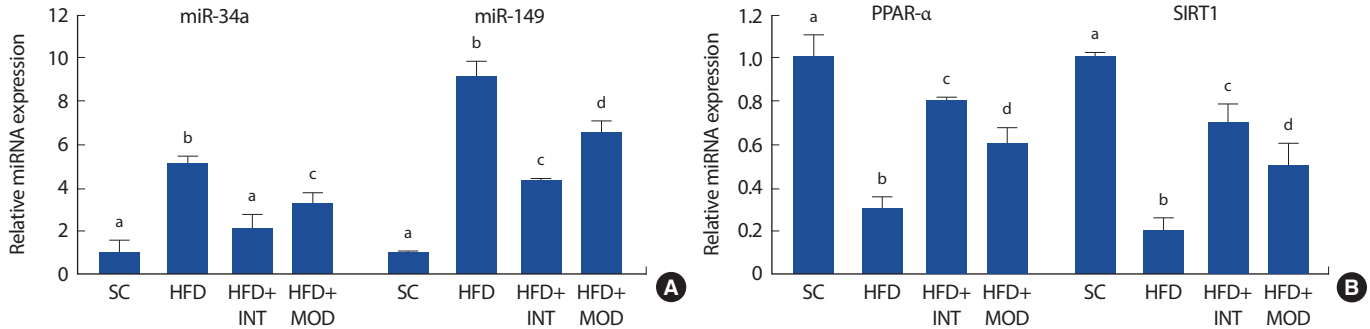 miR-34a
miR-149
Relative miRNA expression
12
10
8
6
4
2
0
a
b
a
c
a
b
c
d
SC
HFD
HFD+
INT
HFD+
MOD
SC
HFD
HFD+
INT
HFD+
MOD
A
PPAR-α
SIRT1
Relative miRNA expression
1.2
1.0
0.8
0.6
0.4
0.2
0
a
b
c
d
a
b
c
d
SC
HFD
HFD+
INT
HFD+
MOD
SC
HFD
HFD+
INT
HFD+
MOD
B